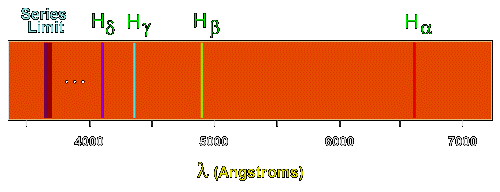 Series
Limit
Hδ
Hγ
Hβ
Hα
...
4000 5000 6000 7000
λ (Angstroms)